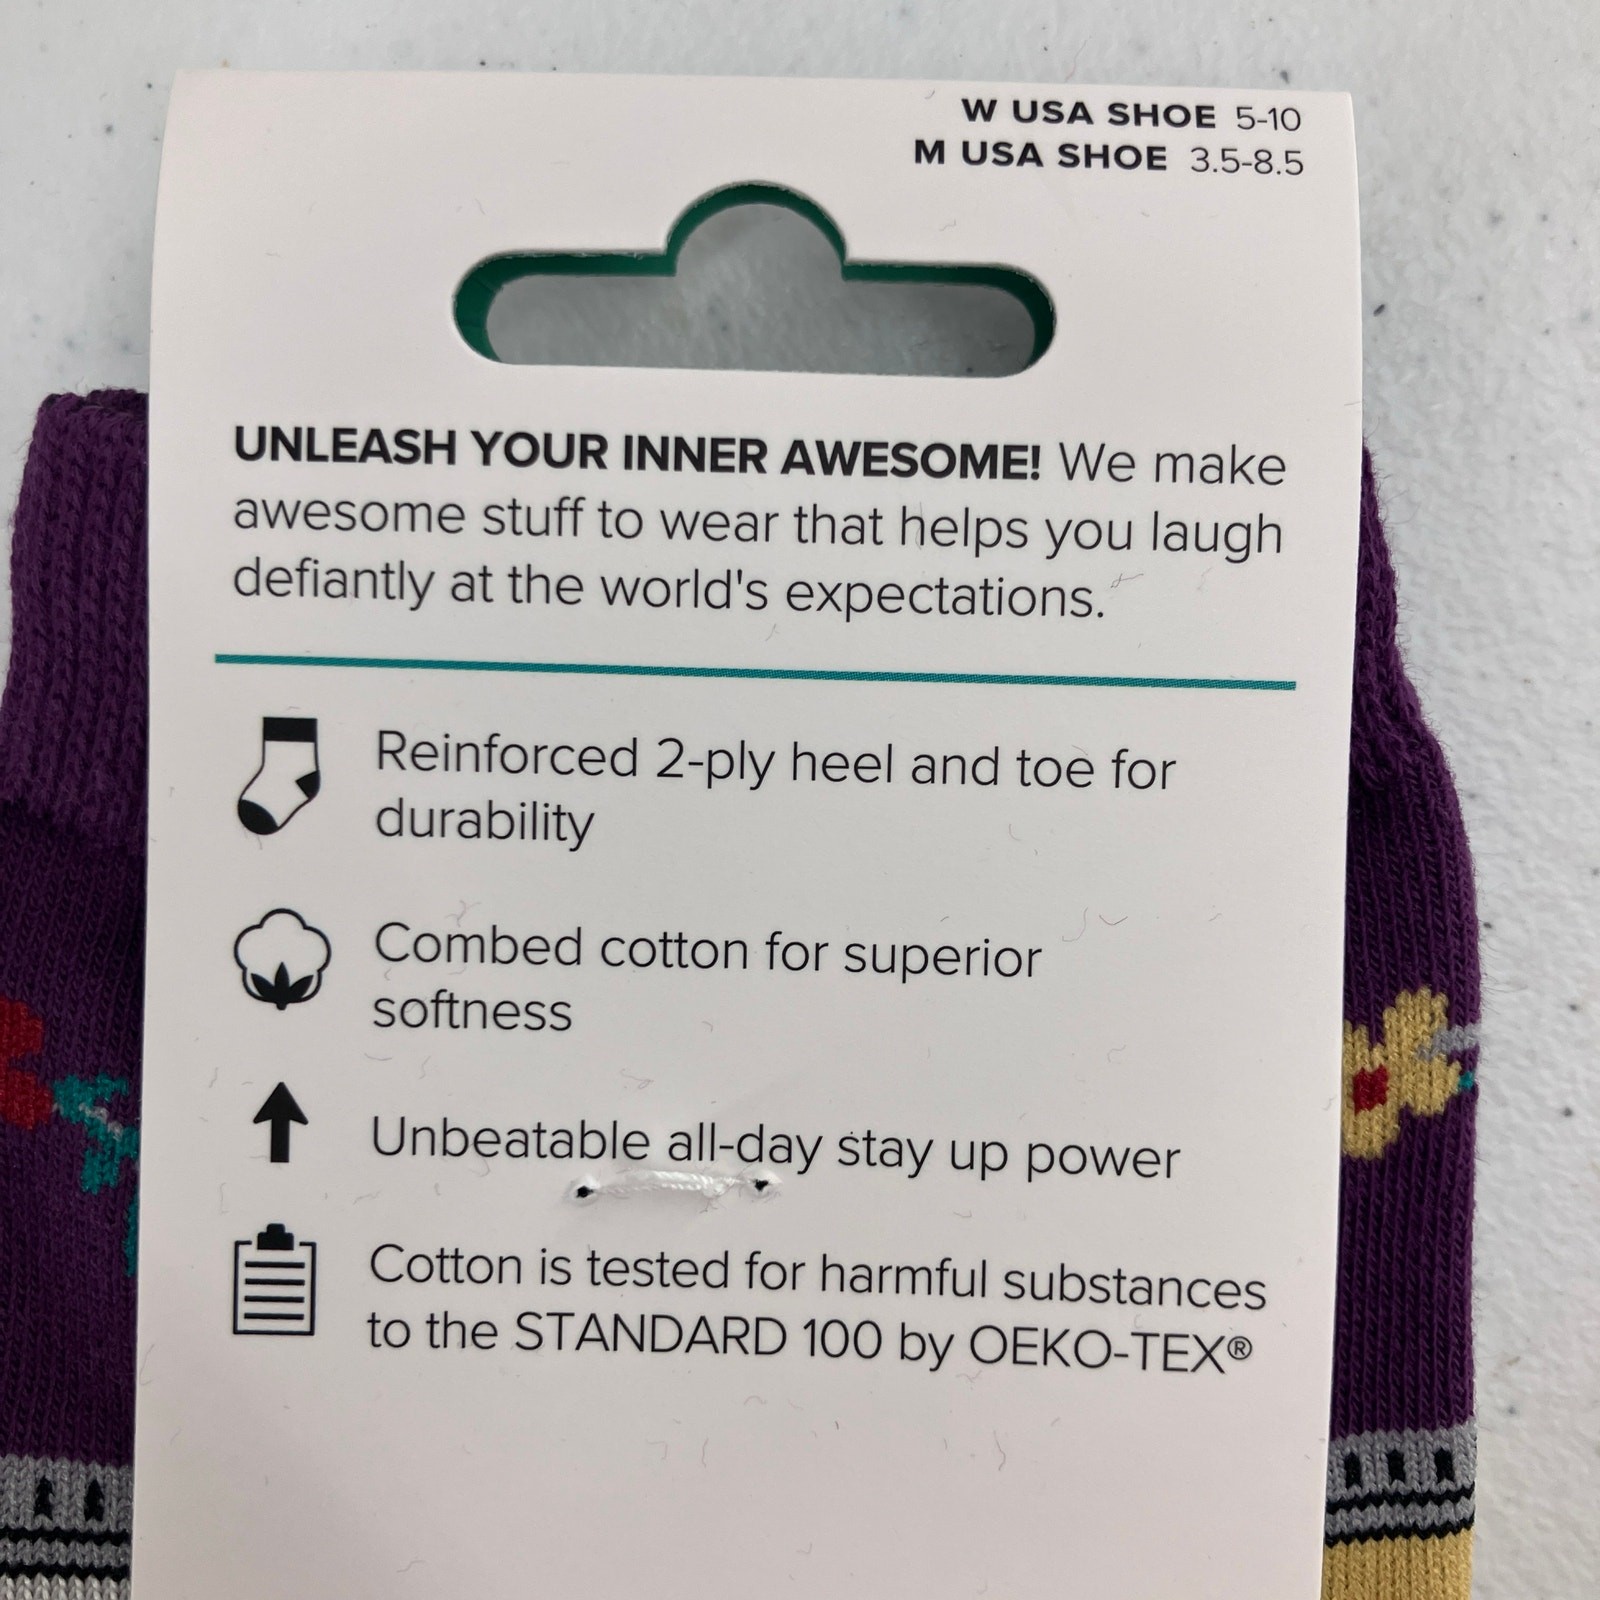 W USA SHOE 5-10
M USA SHOE 3.5-8.5
UNLEASH YOUR INNER AWESOME! We make
awesome stuff to wear that helps you laugh
defiantly at the world's expectations.
Reinforced 2-ply heel and toe for
durability
Combed cotton for superior
softness
Unbeatable all-day stay up power
Cotton is tested for harmful substances
to the STANDARD 100 by OEKO-TEX®